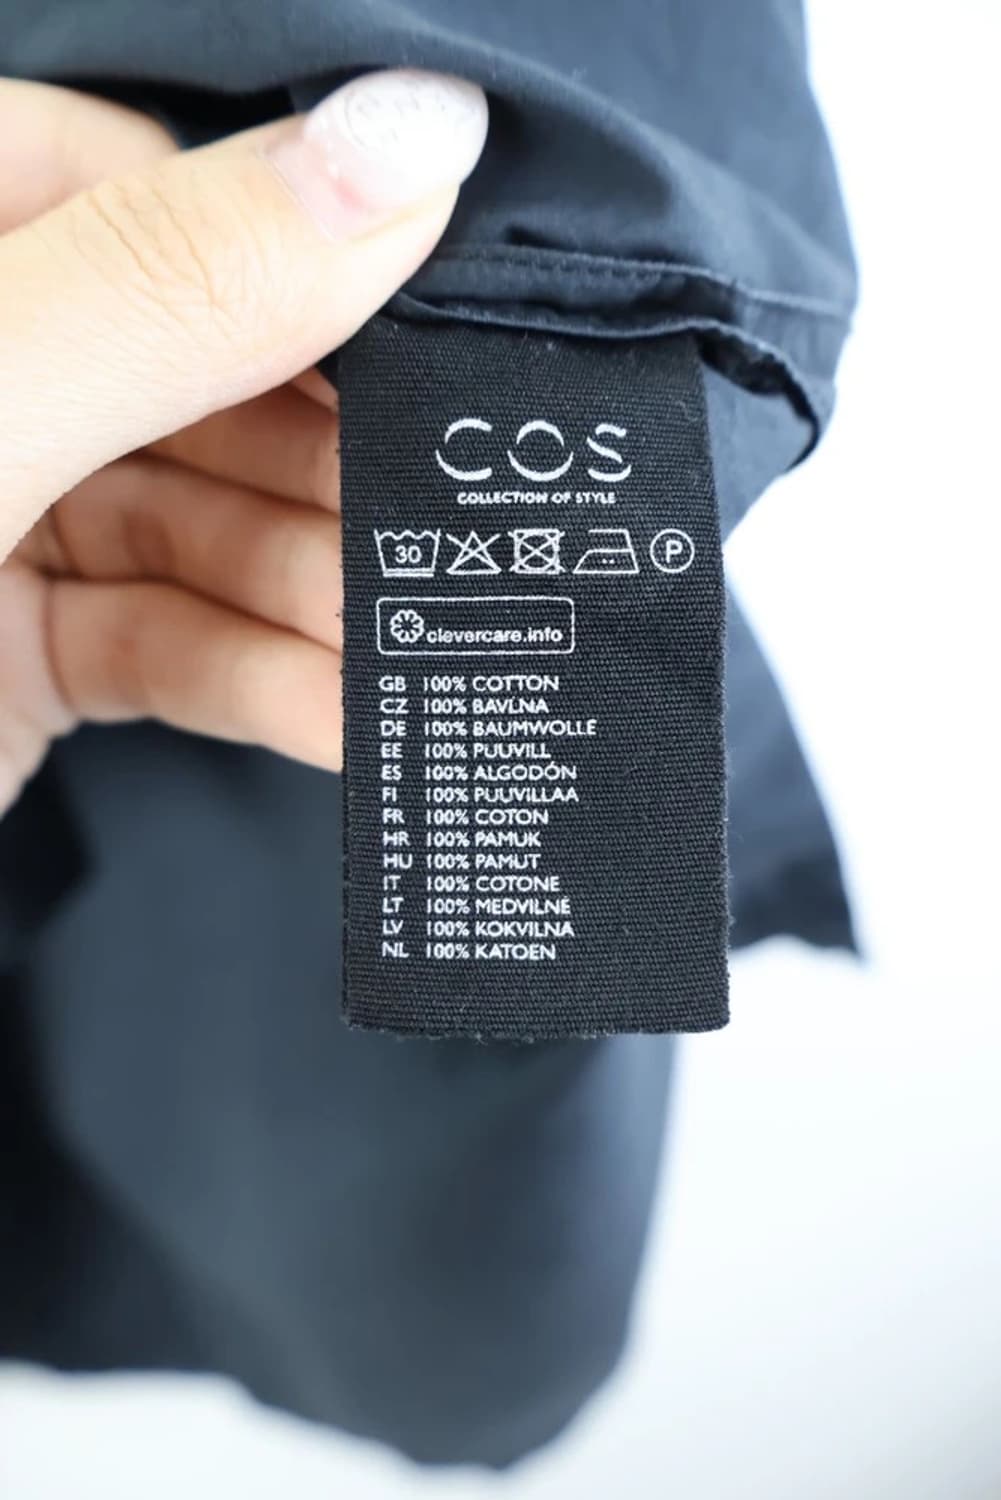 COS
COLLECTION OF STYLE
30 P
clevercare.info
GB 100% COTTON
CZ 100% BAVLNA
DE 100% BAUMWOLLE
EE 100% PUUVILL
ES 100% ALGODÓN
FI 100% PUUVILLAA
FR 100% COTON
HR 100% PAMUK
HU 100% PAMUT
IT 100% COTONE
LT 100% MEDVILNĖ
LV 100% KOKVILNA
NL 100% KATOEN